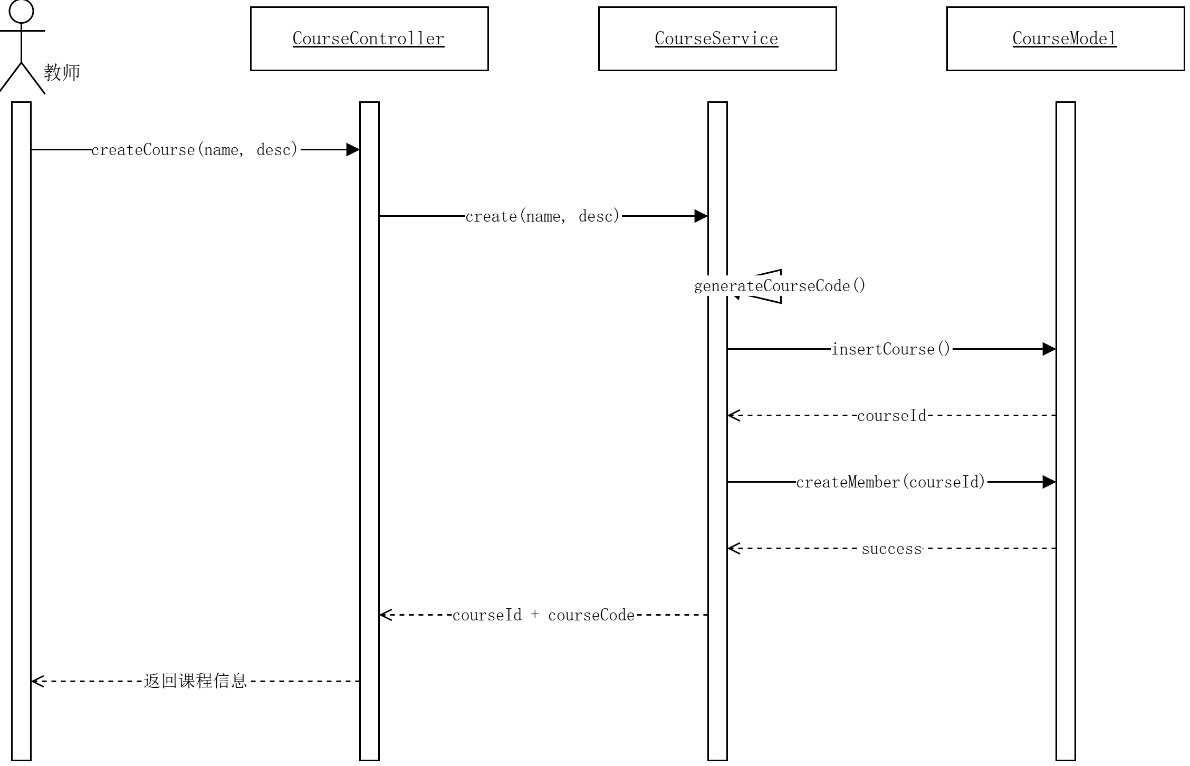 CourseController
CourseService
CourseModel
教师
createCourse(name, desc)
create(name, desc)
generateCourseCode()
insertCourse()
courseId
createMember(courseId)
success
courseId + courseCode
返回课程信息